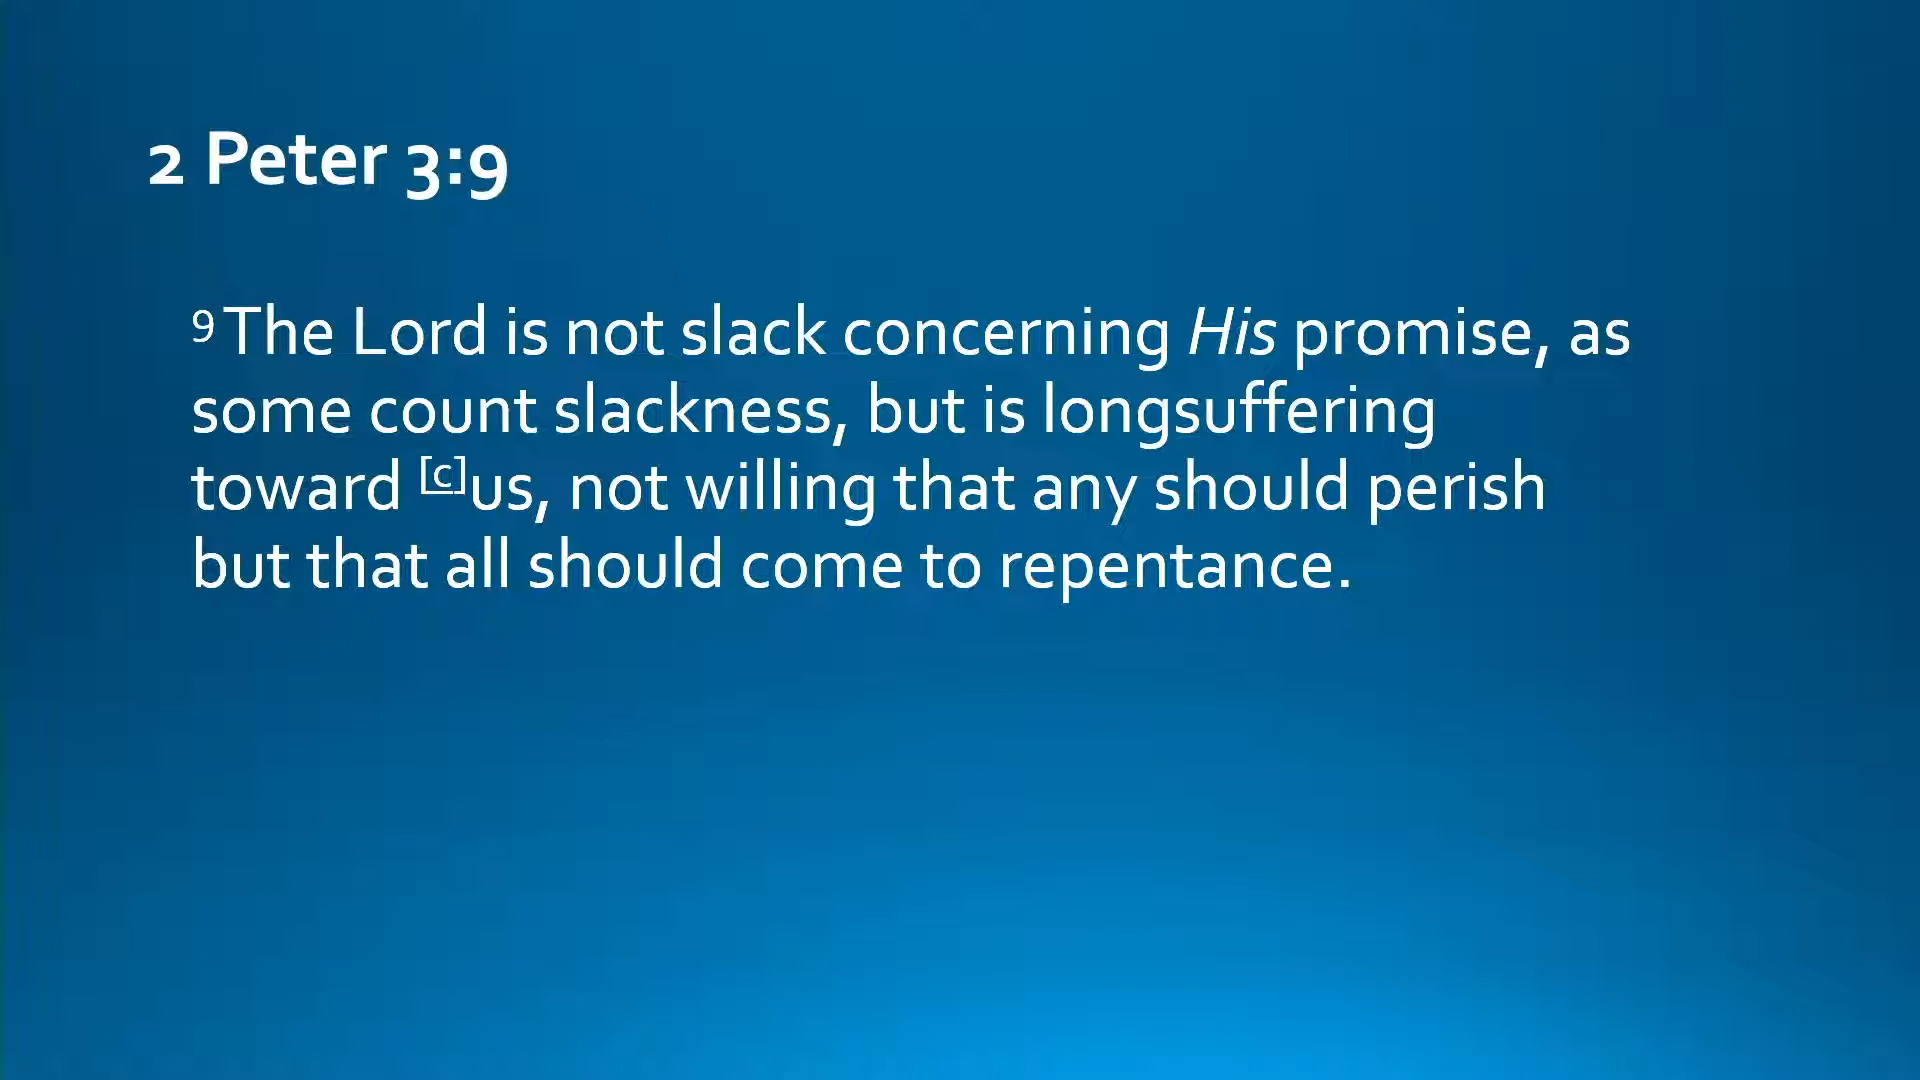 2 Peter 3:9
9 The Lord is not slack concerning His promise, as
some count slackness, but is longsuffering
toward [c]us, not willing that any should perish
but that all should come to repentance.